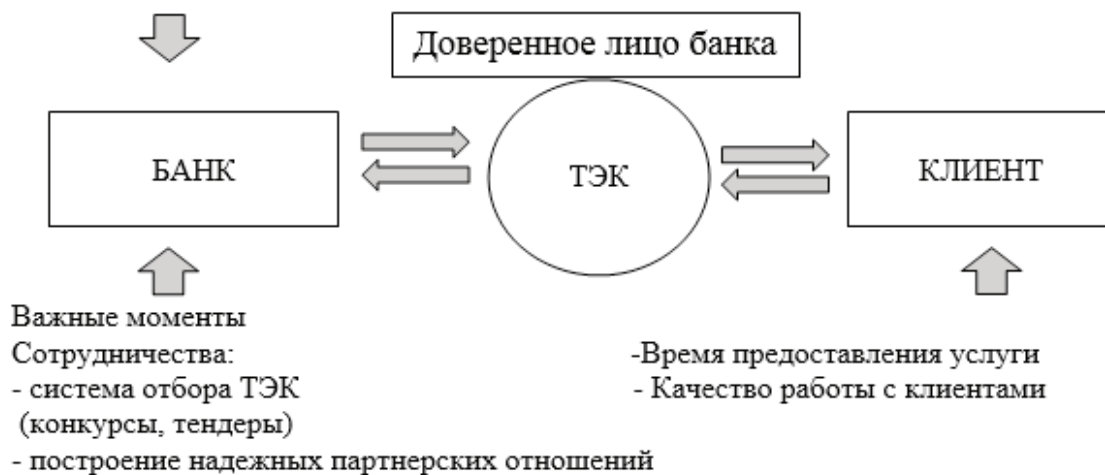 Доверенное лицо банка
БАНК
ТЭК
КЛИЕНТ
Важные моменты
Сотрудничества:
- система отбора ТЭК
(конкурсы, тендеры)
- построение надежных партнерских отношений
-Время предоставления услуги
- Качество работы с клиентами